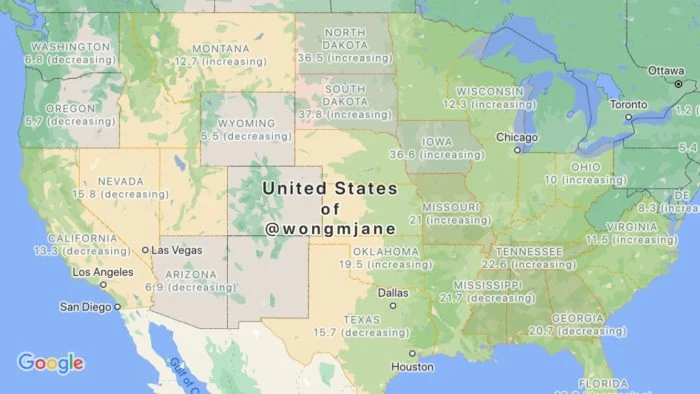 WASHINGTON
6.8 (decreasing)
MONTANA
12.7 (increasing)
NORTH
DAKOTA
36.5 (increasing)
Ottawa
OREGON
5.7 (decreasing)
WYOMING
5.5 (decreasing)
SOUTH
DAKOTA
37.8 (increasing)
WISCONSIN
12.3 (increasing)
Toronto
1.2 (
IOWA
36.6 (increasing)
Chicago
5.4
NEVADA
15.8 (decreasing)
United States
of
@wongmjane
MISSOURI
21 (increasing)
OHIO
10 (increasing)
DE
8.3 (incre
VIRGINIA
11.5 (increasing)
CALIFORNIA
13.3 (decreasing)
Las Vegas
OKLAHOMA
19.5 (increasing)
TENNESSEE
22.6 (increasing)
Los Angeles
ARIZONA
6.9 (decreasing)
MISSISSIPPI
21.7 (decreasing)
San Diego
Dallas
TEXAS
15.7 (decreasing)
GEORGIA
20.7 (decreasing)
Google
Gulf of C
Houston
FLORIDA